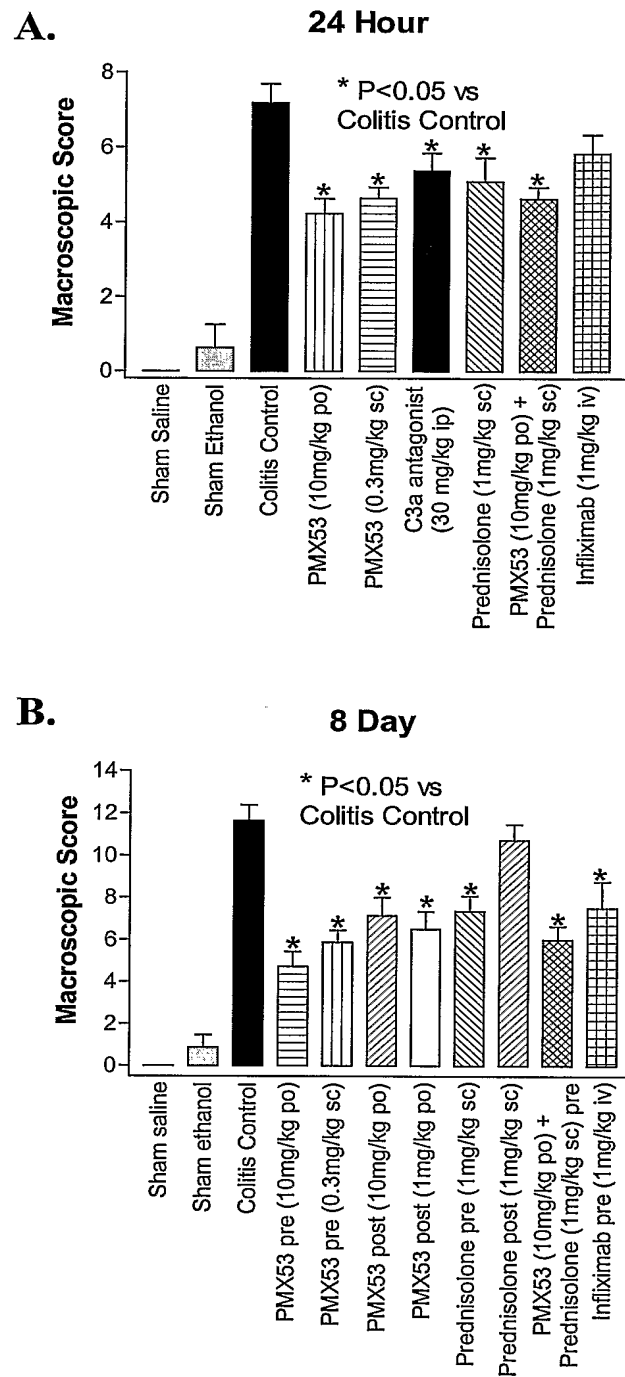 A.
24 Hour
Macroscopic Score
8
6
4
2
0
* P<0.05 vs
Colitis Control
*
*
*
*
*
Sham Saline
Sham Ethanol
Colitis Control
PMX53 (10mg/kg po)
PMX53 (0.3mg/kg sc)
C3a antagonist
(30 mg/kg ip)
Prednisolone (1mg/kg sc)
PMX53 (10mg/kg po) +
Prednisolone (1mg/kg sc)
Infliximab (1mg/kg iv)
B.
8 Day
Macroscopic Score
14
12
10
8
6
4
2
0
* P<0.05 vs
Colitis Control
*
*
*
*
*
*
*
Sham saline
Sham ethanol
Colitis Control
PMX53 pre (10mg/kg po)
PMX53 pre (0.3mg/kg sc)
PMX53 post (10mg/kg po)
PMX53 post (1mg/kg po)
Prednisolone pre (1mg/kg sc)
Prednisolone post (1mg/kg sc)
PMX53 (10mg/kg po) +
Prednisolone (1mg/kg sc) pre
Infliximab pre (1mg/kg iv)